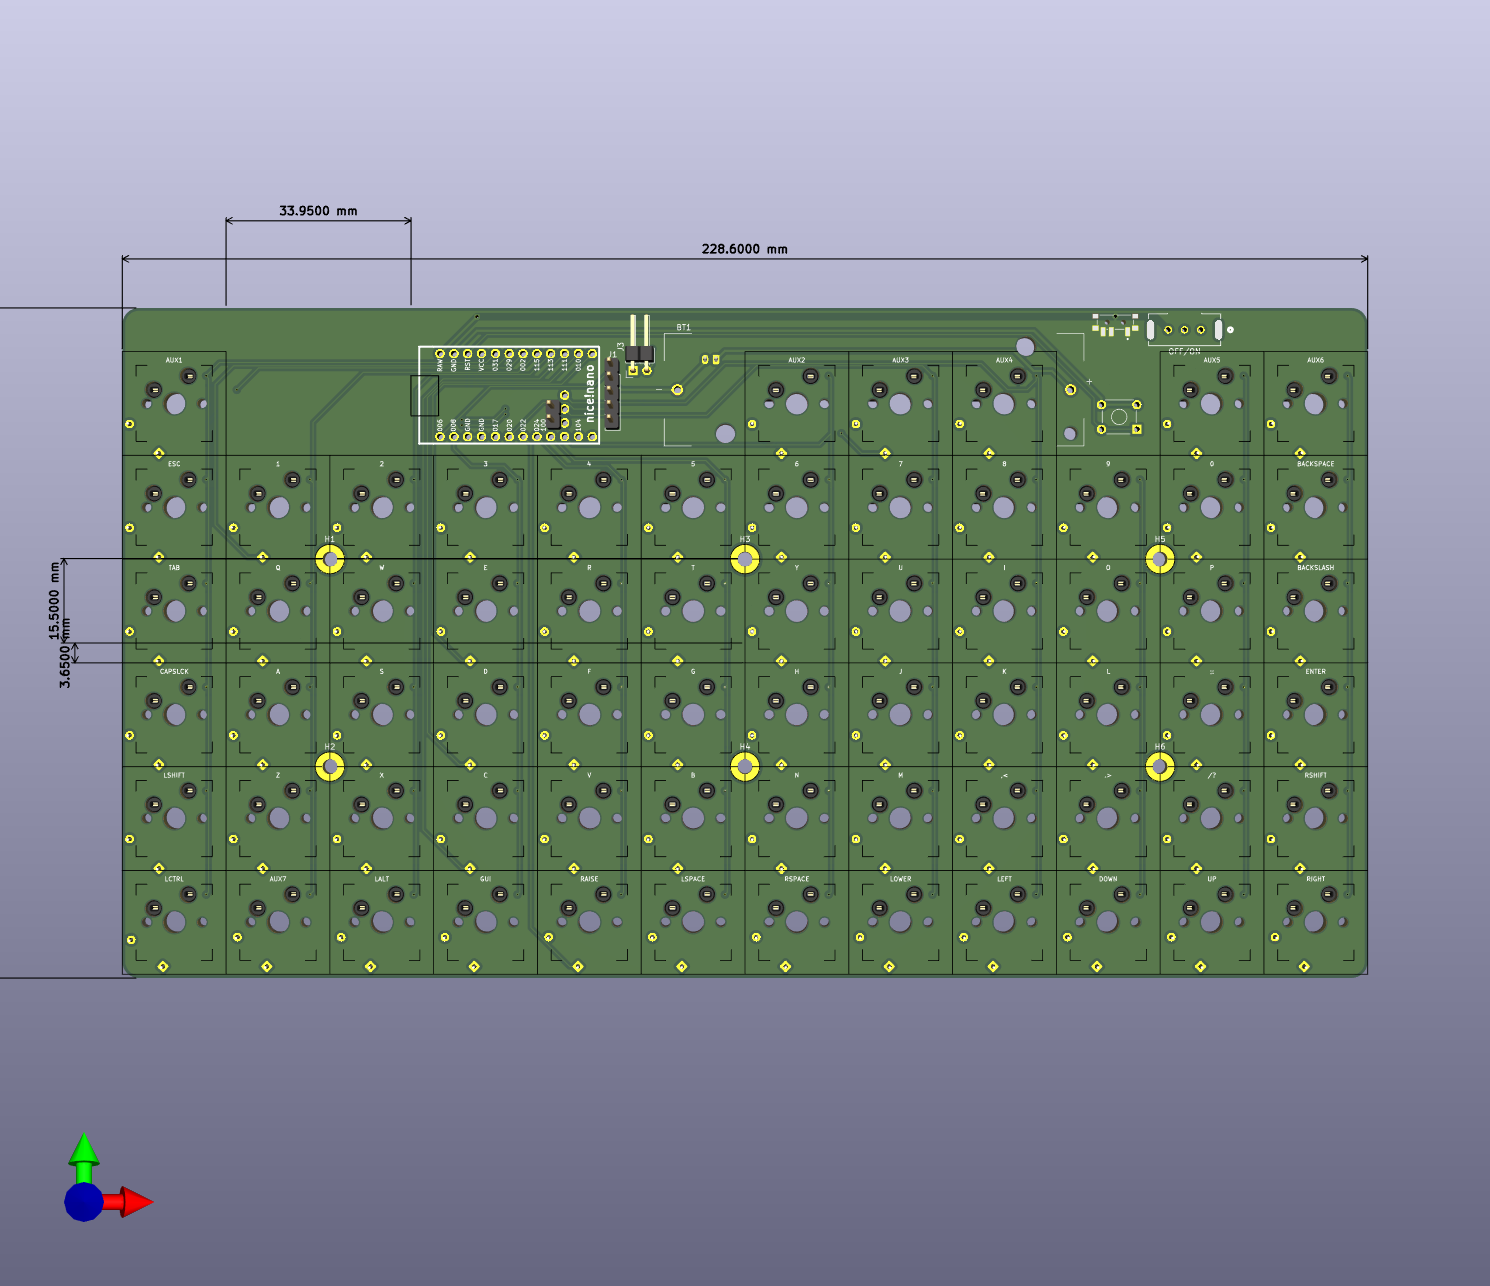 33.9500 mm
228.6000 mm
BT1
J3
J1
RAW GND RST VCC 031 029 002 115 113 111 010
nice!nano
006 008 GND GND 017 020 022 024 100 104
OFF/ON
- +
AUX1 AUX2 AUX3 AUX4 AUX5 AUX6
ESC 1 2 3 4 5 6 7 8 9 0 BACKSPACE
H1 H3 H5
15.5000 mm
TAB Q W E R T Y U I O P BACKSLASH
3.6500 mm
CAPSLCK A S D F G H J K L ENTER
H2 H4 H6
LSHIFT Z X C V B N M .< .> /? RSHIFT
LCTRL AUX7 LALT GUI RAISE LSPACE RSPACE LOWER LEFT DOWN UP RIGHT